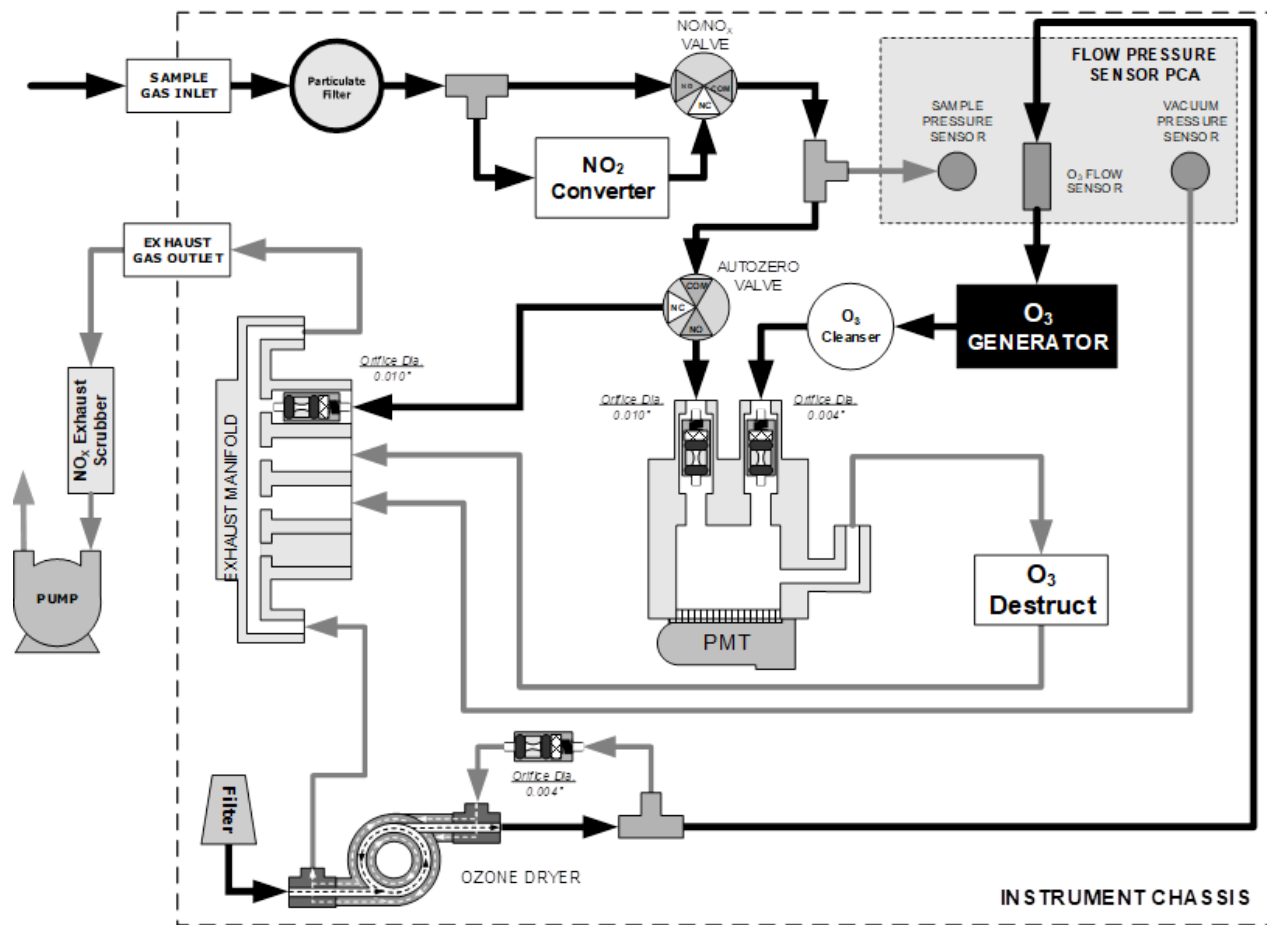 NO/NOX
VALVE
FLOW PRESSURE
SENSOR PCA
SAMPLE
GAS INLET
Particulate
Filter
NO
COM
NC
SAMPLE
PRESSURE
SENSOR
VACUUM
PRESSURE
SENSOR
NO2
Converter
O3 FLOW
SENSOR
EXHAUST
GAS OUTLET
AUTOZERO
VALVE
COM
NC
NO
O3
Cleanser
O3
GENERATOR
Orifice Dia
0.010"
Orifice Dia
0.010"
Orifice Dia
0.004"
NOX Exhaust
Scrubber
EXHAUST MANIFOLD
PUMP
O3
Destruct
PMT
Orifice Dia
0.004"
Filter
OZONE DRYER
INSTRUMENT CHASSIS